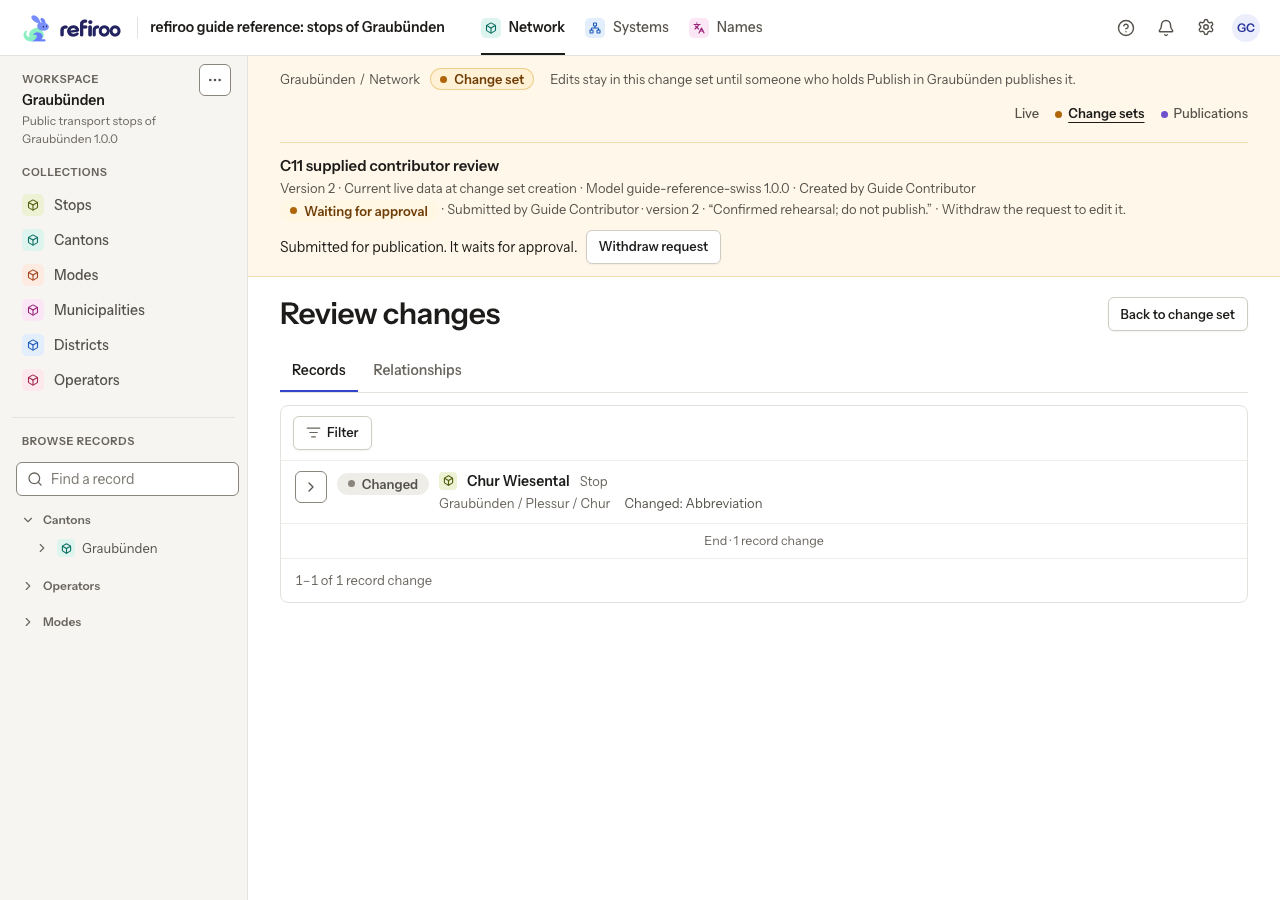 refiroo
refiroo guide reference: stops of Graubünden
Network
Systems
Names
GC
WORKSPACE
Graubünden
Public transport stops of
Graubünden 1.0.0
COLLECTIONS
Stops
Cantons
Modes
Municipalities
Districts
Operators
BROWSE RECORDS
Find a record
Cantons
Graubünden
Operators
Modes
Graubünden / Network
Change set
Edits stay in this change set until someone who holds Publish in Graubünden publishes it.
Live
Change sets
Publications
C11 supplied contributor review
Version 2 · Current live data at change set creation · Model guide-reference-swiss 1.0.0 · Created by Guide Contributor
Waiting for approval · Submitted by Guide Contributor · version 2 · “Confirmed rehearsal; do not publish.” · Withdraw the request to edit it.
Submitted for publication. It waits for approval.
Withdraw request
Review changes
Back to change set
Records
Relationships
Filter
Changed
Chur Wiesental Stop
Graubünden / Plessur / Chur Changed: Abbreviation
End · 1 record change
1–1 of 1 record change